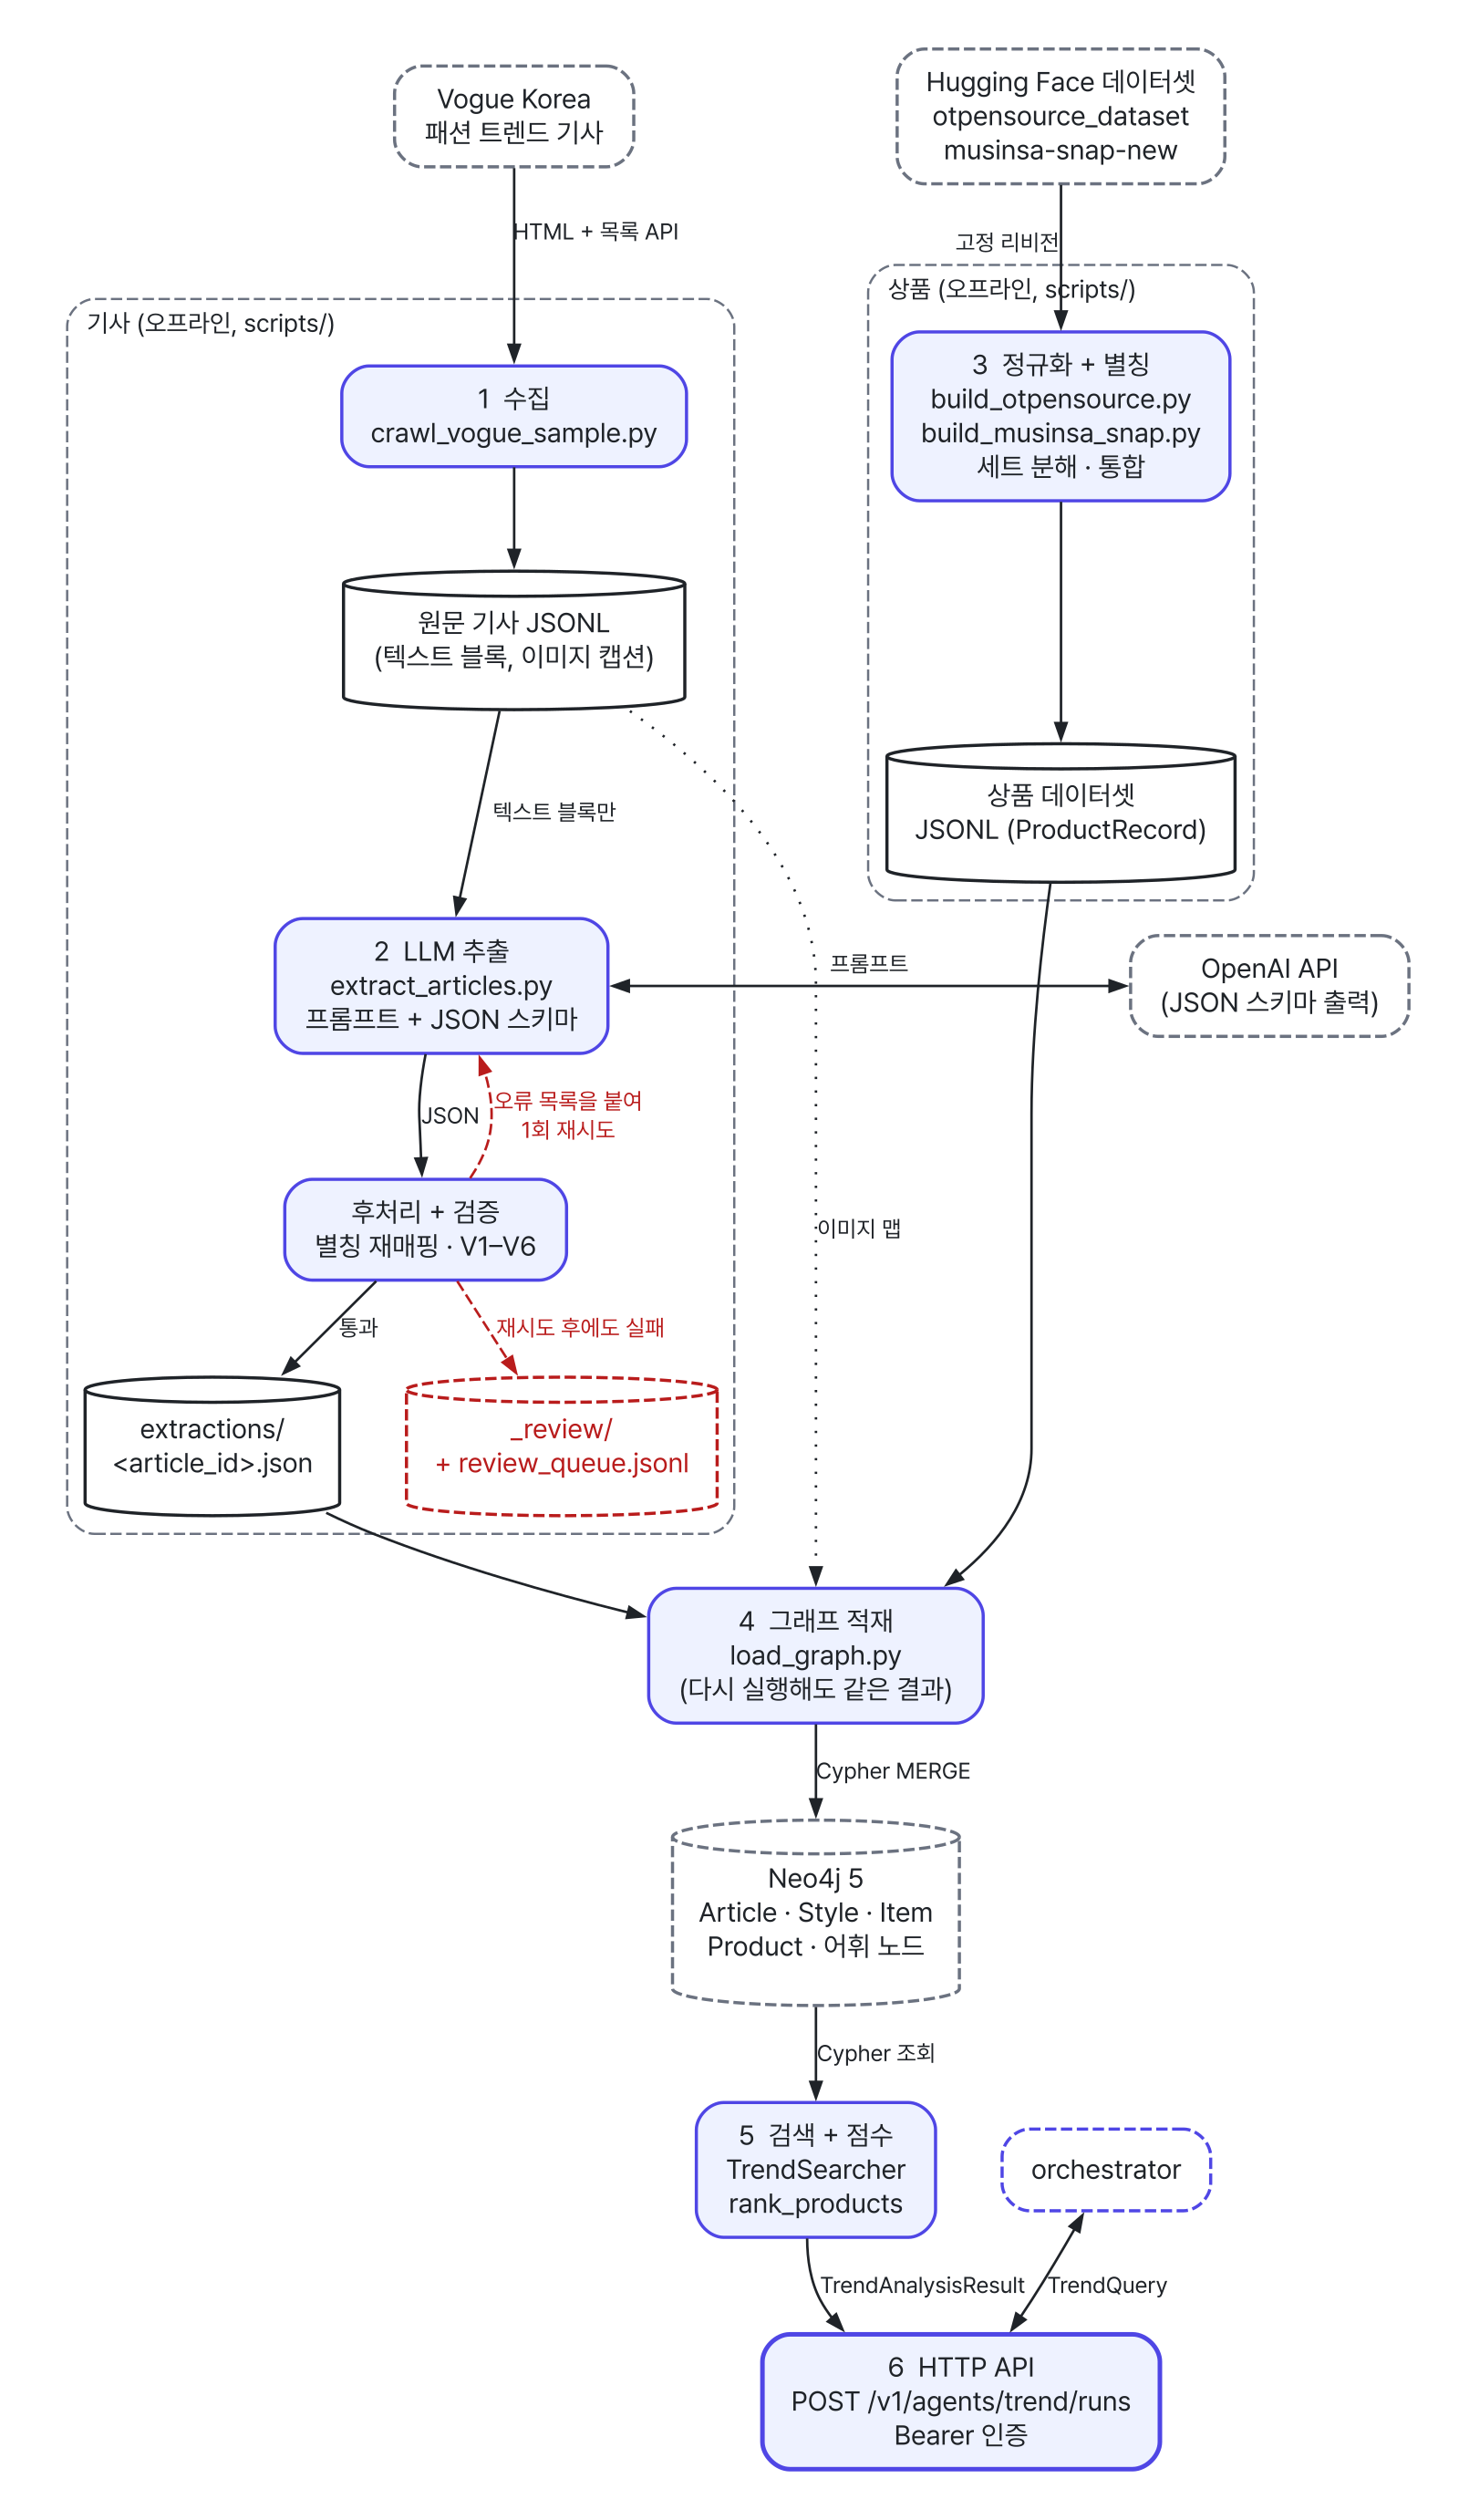 Vogue Korea
패션 트렌드 기사
Hugging Face 데이터셋
otpensource_dataset
musinsa-snap-new
HTML + 목록 API
고정 리비전
기사 (오프라인, scripts/)
상품 (오프라인, scripts/)
1 수집
crawl_vogue_sample.py
3 정규화 + 별칭
build_otpensource.py
build_musinsa_snap.py
세트 분해 · 통합
원문 기사 JSONL
(텍스트 블록, 이미지 캡션)
텍스트 블록만
상품 데이터셋
JSONL (ProductRecord)
2 LLM 추출
extract_articles.py
프롬프트 + JSON 스키마
프롬프트
OpenAI API
(JSON 스키마 출력)
JSON
오류 목록을 붙여
1회 재시도
후처리 + 검증
별칭 재매핑 · V1–V6
이미지 맵
통과
재시도 후에도 실패
extractions/
<article_id>.json
_review/
+ review_queue.jsonl
4 그래프 적재
load_graph.py
(다시 실행해도 같은 결과)
Cypher MERGE
Neo4j 5
Article · Style · Item
Product · 어휘 노드
Cypher 조회
5 검색 + 점수
TrendSearcher
rank_products
orchestrator
TrendAnalysisResult
TrendQuery
6 HTTP API
POST /v1/agents/trend/runs
Bearer 인증